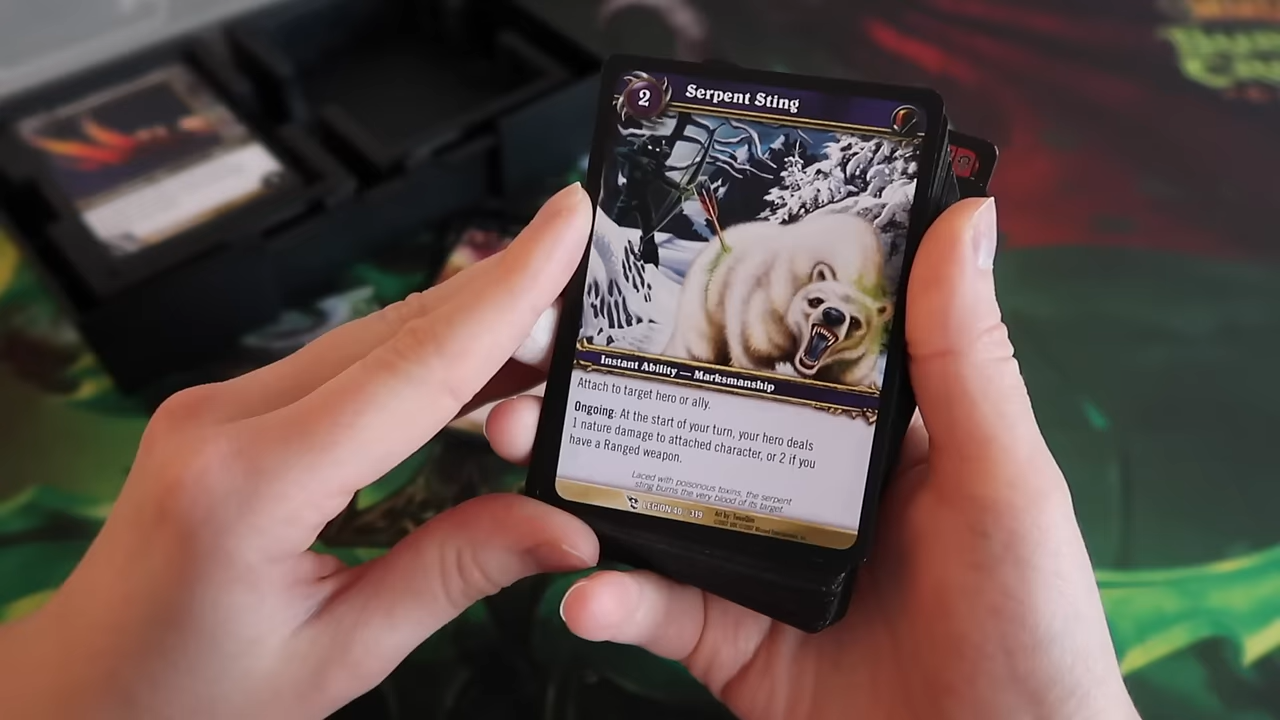 2
Serpent Sting
Instant Ability — Marksmanship
Attach to target hero or ally.
Ongoing: At the start of your turn, your hero deals
1 nature damage to attached character, or 2 if you
have a Ranged weapon.
Laced with poisonous toxins, the serpent
sting burns the very blood of its target.
LEGION 40 319
Art by: